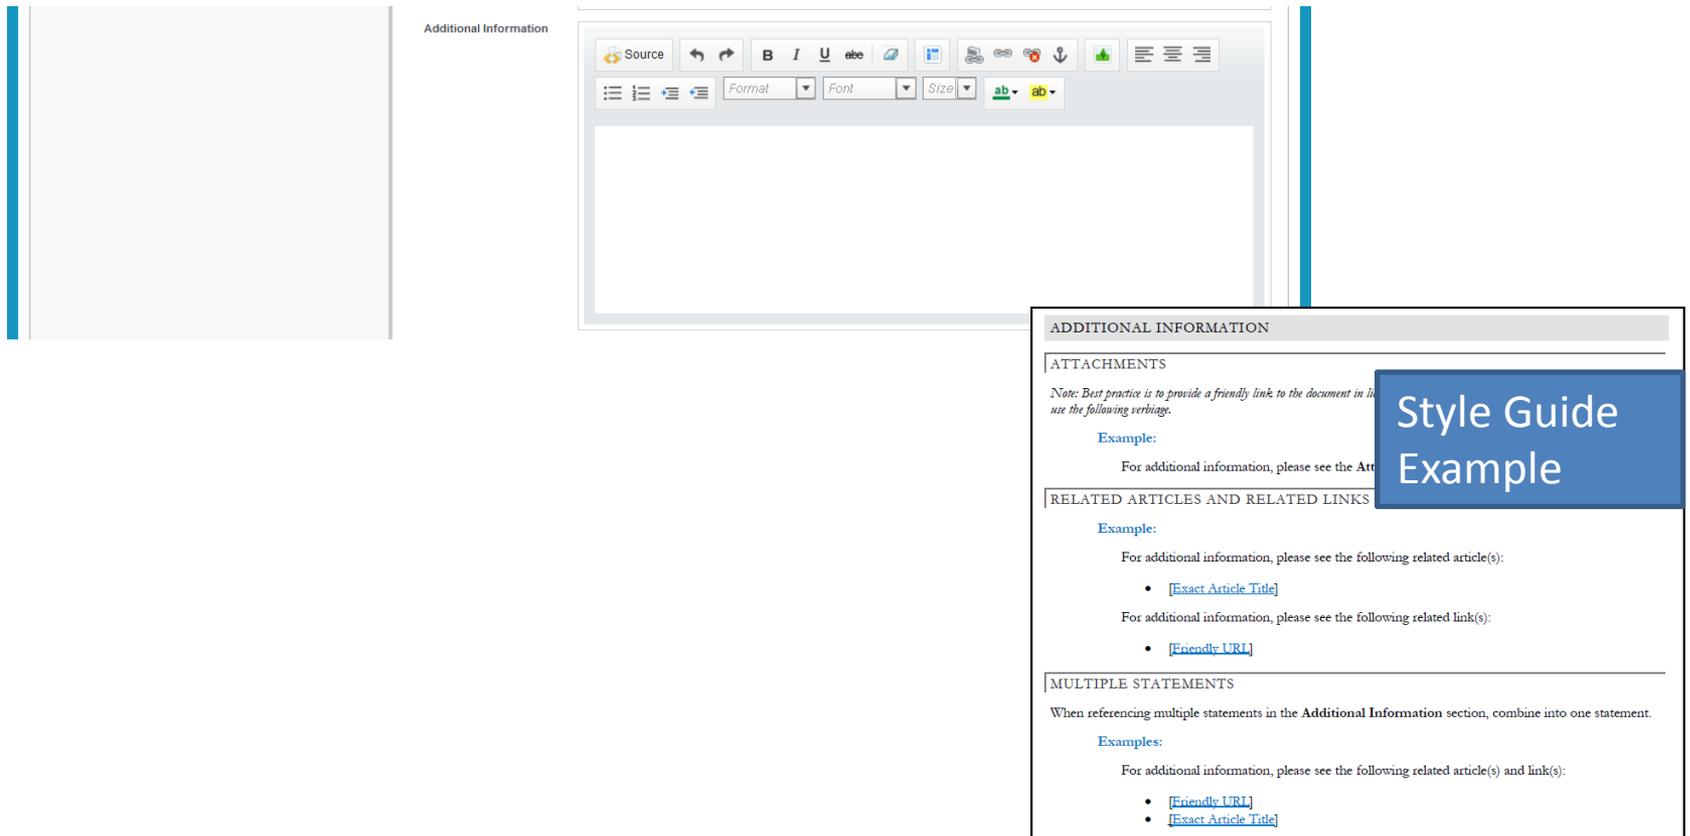 Additional Information
Source B I U abc
Format Font Size ab ab
ADDITIONAL INFORMATION
ATTACHMENTS
Note: Best practice is to provide a friendly link to the document in
use the following verbiage.
Example:
For additional information, please see the
Style Guide
Example
RELATED ARTICLES AND RELATED LINKS
Example:
For additional information, please see the following related article(s):
• [Exact Article Title]
For additional information, please see the following related link(s):
• [Friendly URL]
MULTIPLE STATEMENTS
When referencing multiple statements in the Additional Information section, combine into one statement.
Examples:
For additional information, please see the following related article(s) and link(s):
• [Friendly URL]
• [Exact Article Title]